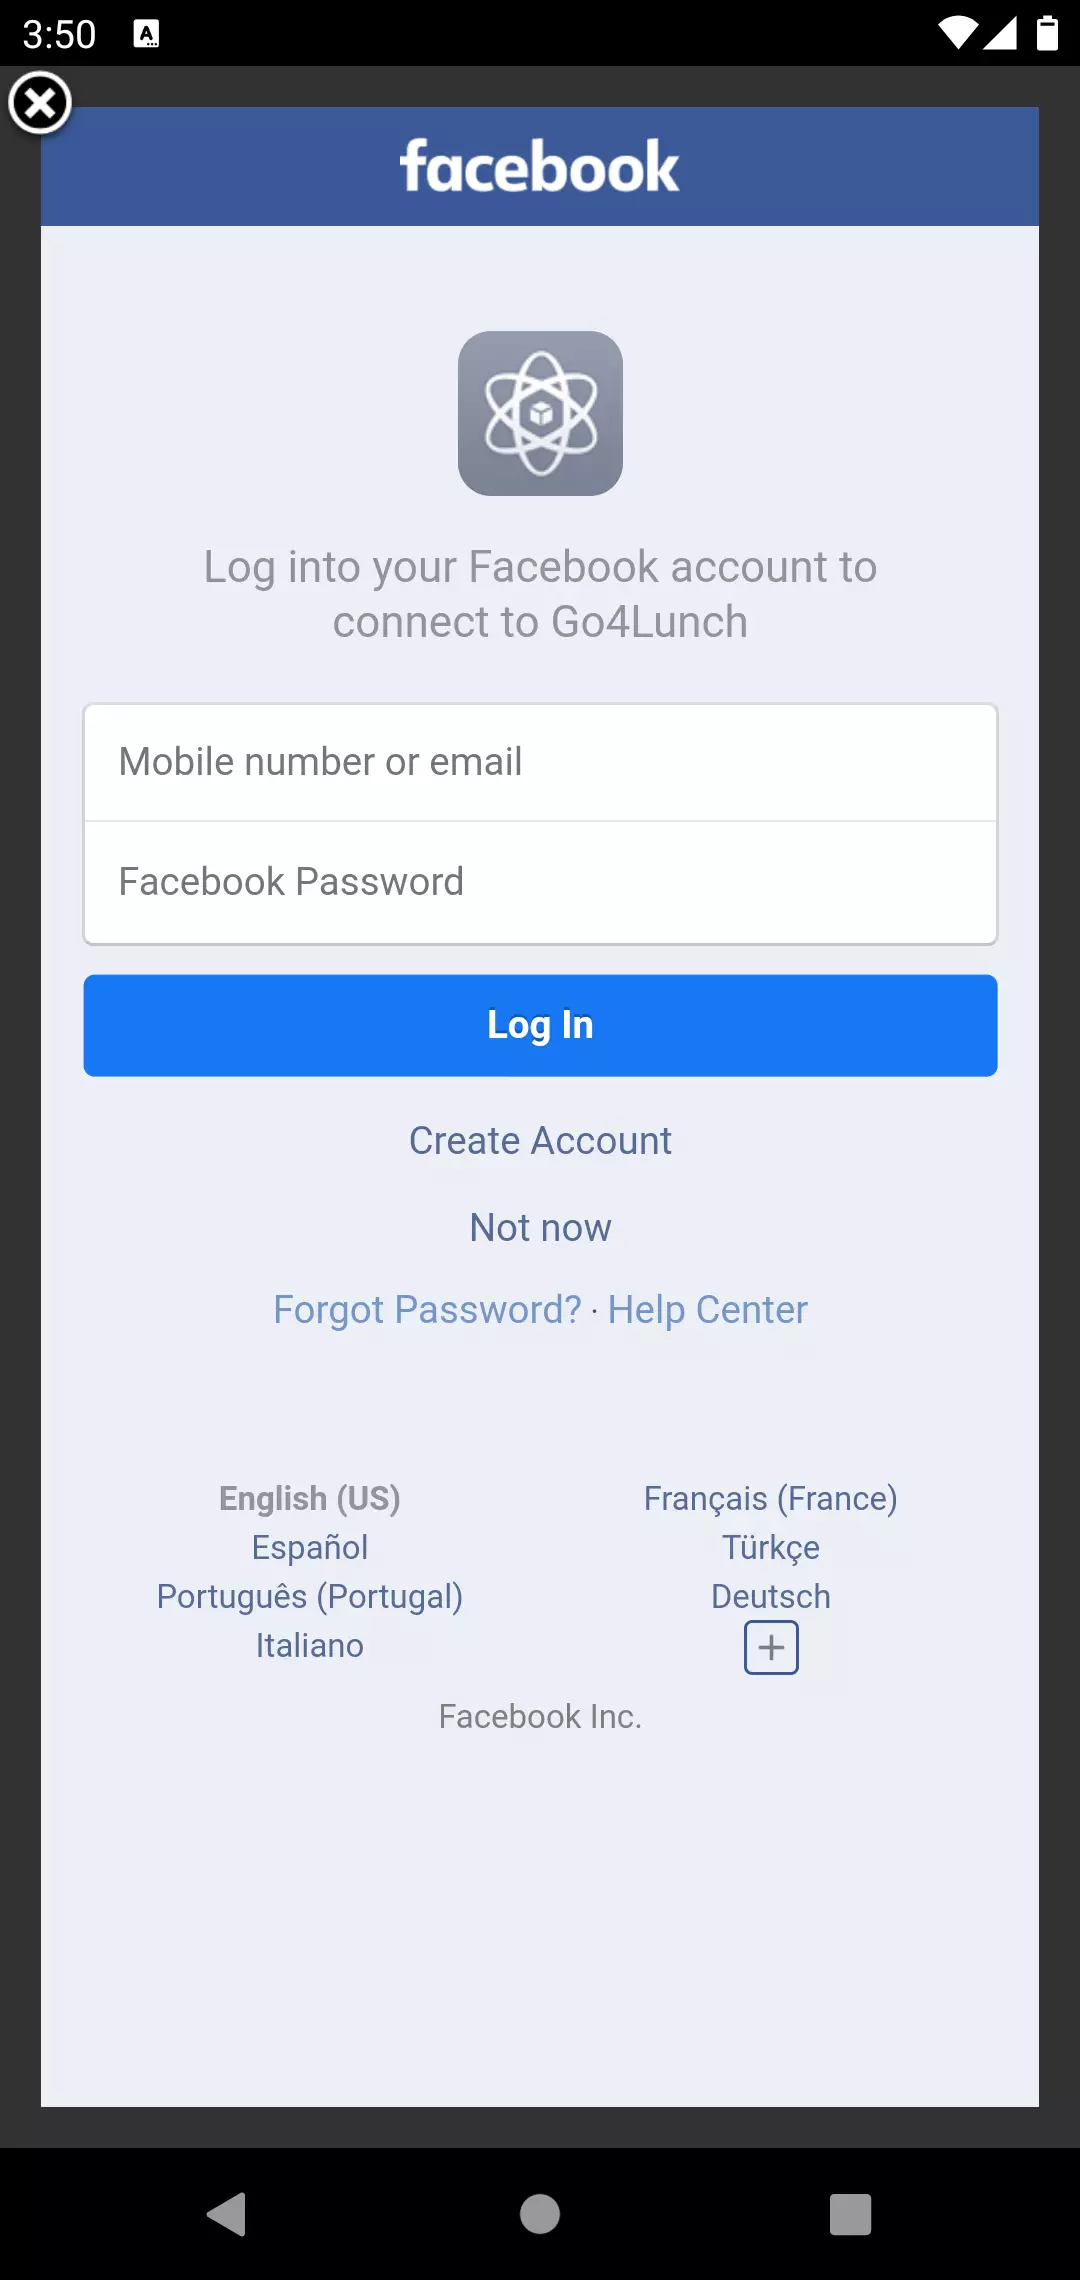 3:50
A
facebook
Log into your Facebook account to
connect to Go4Lunch
Mobile number or email
Facebook Password
Log In
Create Account
Not now
Forgot Password? · Help Center
English (US)
Français (France)
Español
Türkçe
Português (Portugal)
Deutsch
Italiano
+
Facebook Inc.